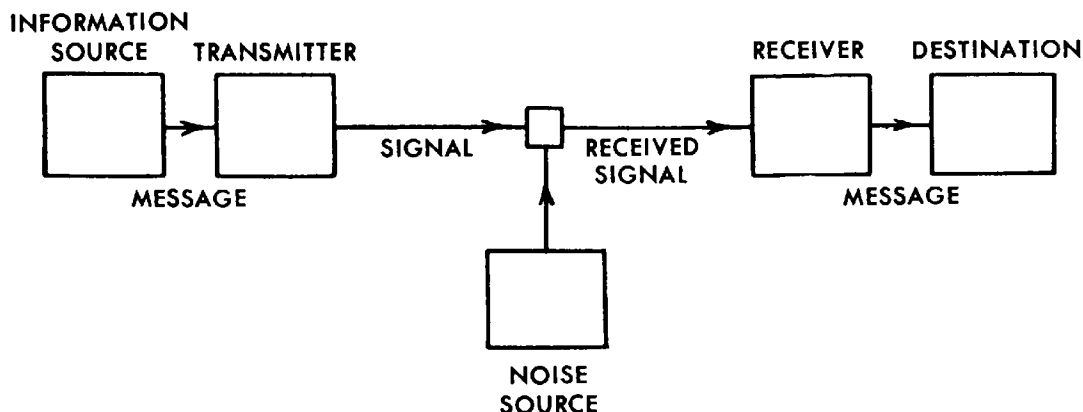 INFORMATION
SOURCE
TRANSMITTER
RECEIVER
DESTINATION
SIGNAL
RECEIVED
SIGNAL
MESSAGE
MESSAGE
NOISE
SOURCE